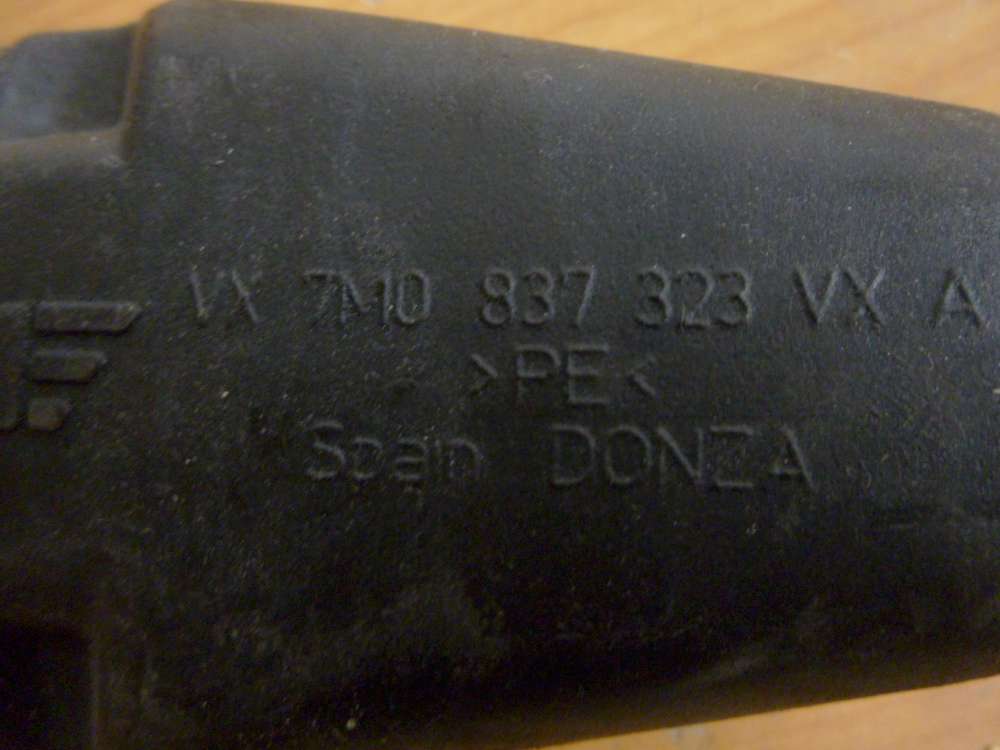 VX 7M0 837 323 VX A
>PE<
Spain DONZA